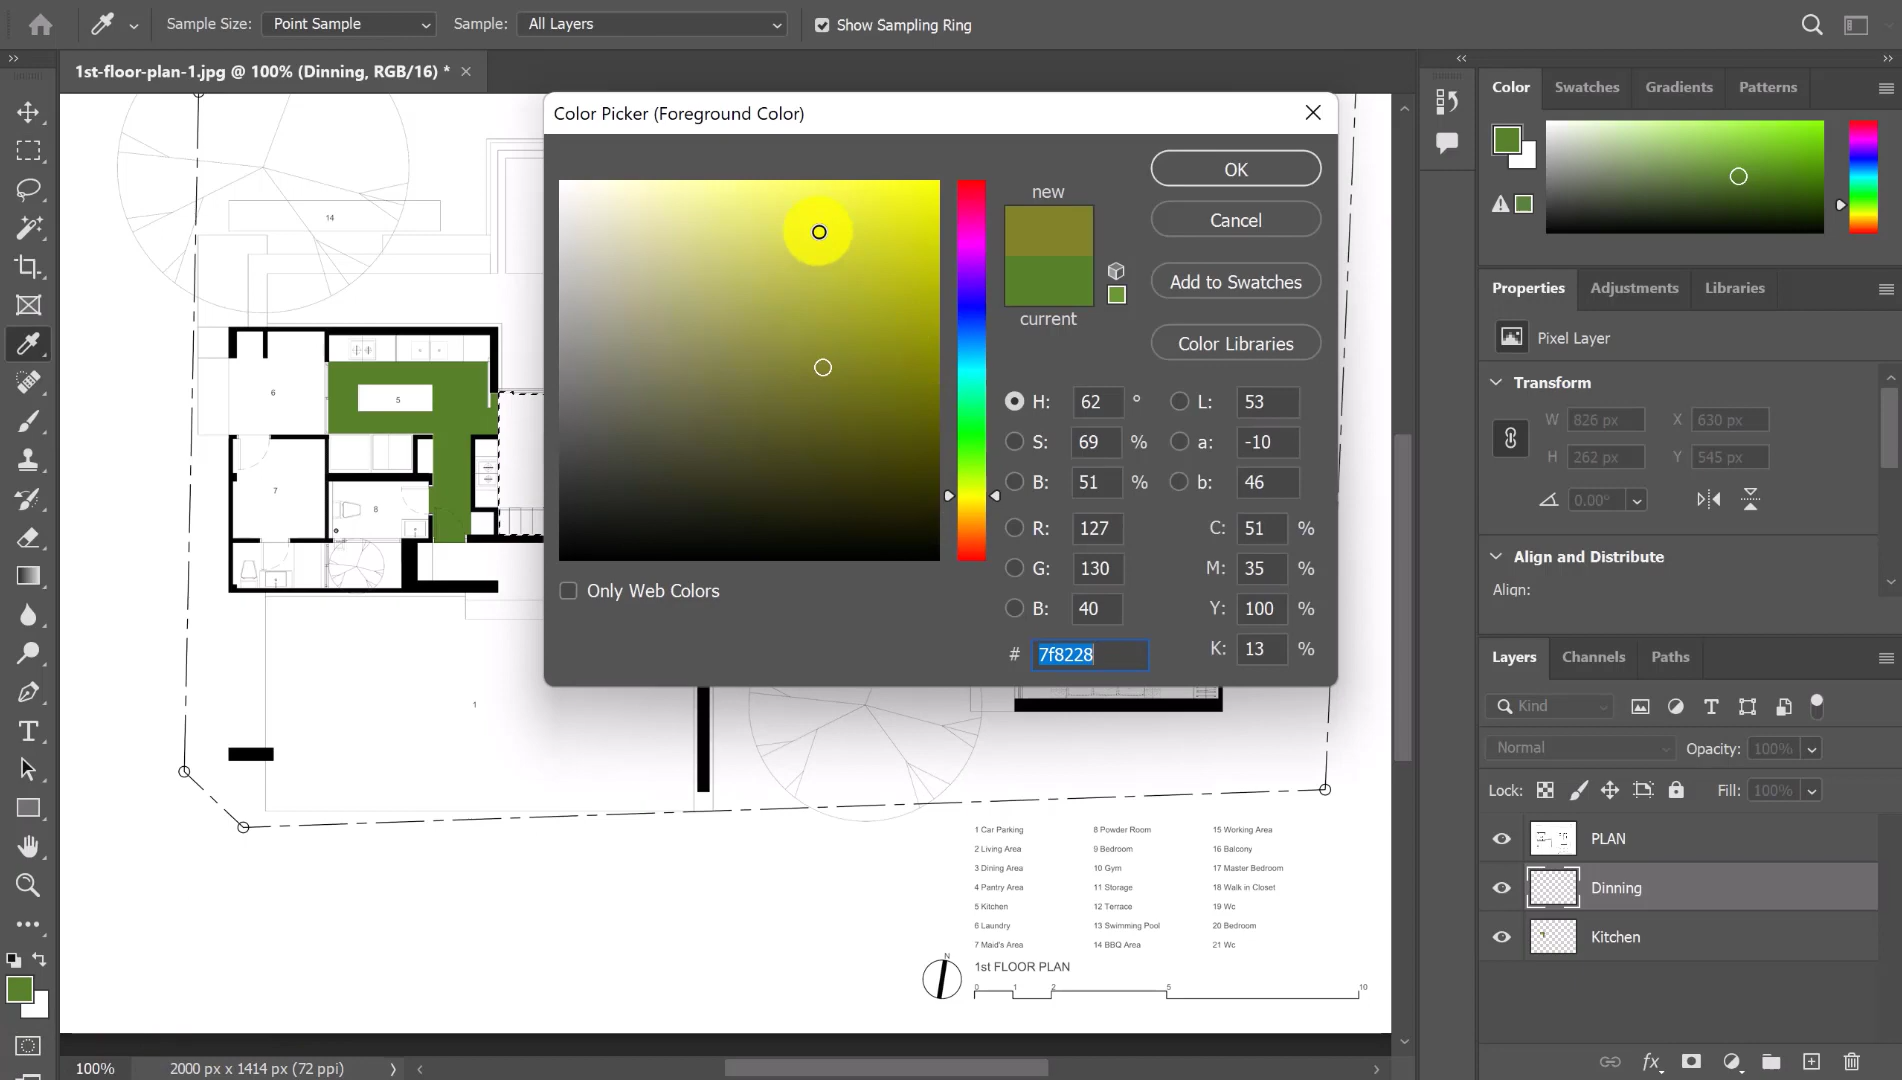 Sample Size: Point Sample Sample: All Layers Show Sampling Ring
1st-floor-plan-1.jpg @ 100% (Dinning, RGB/16) *
Color Picker (Foreground Color)
OK
new
Cancel
Add to Swatches
current
Color Libraries
H: 62 °
L: 53
S: 69 %
a: -10
B: 51 %
b: 46
R: 127
C: 51 %
G: 130
M: 35 %
Only Web Colors
B: 40
Y: 100 %
# 7f8228
K: 13 %
14
6
5
7
8
1
1 Car Parking
2 Living Area
3 Dining Area
4 Pantry Area
5 Kitchen
6 Laundry
7 Maid's Area
8 Powder Room
9 Bedroom
10 Gym
11 Storage
12 Terrace
13 Swimming Pool
14 BBQ Area
15 Working Area
16 Balcony
17 Master Bedroom
18 Walk in Closet
19 Wc
20 Bedroom
21 Wc
N
1st FLOOR PLAN
0 1 2 5 10
100% 2000 px x 1414 px (72 ppi)
Color Swatches Gradients Patterns
Properties Adjustments Libraries
Pixel Layer
Transform
W 826 px X 630 px
H 262 px Y 545 px
0.00°
Align and Distribute
Align:
Layers Channels Paths
Kind
Normal Opacity: 100%
Lock: Fill: 100%
PLAN
Dinning
Kitchen